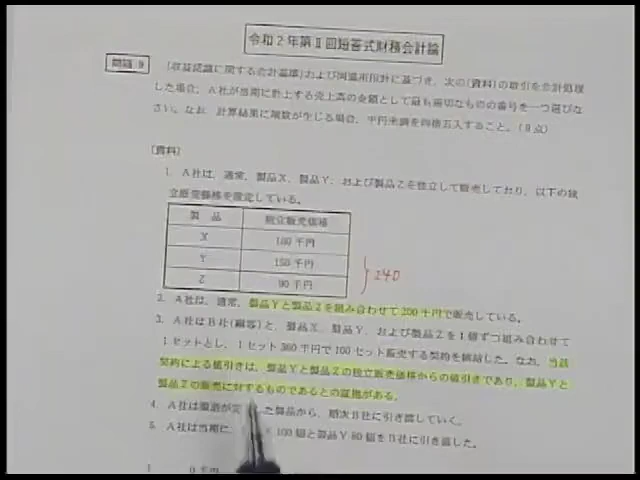 令和2年第Ⅱ回短答式財務会計論
問題 9
「収益認識に関する会計基準」および同適用指針に基づき、次の〔資料〕の取引を会計処理
した場合、A社が当期に計上する売上高の金額として最も適切なものの番号を一つ選びな
さい。なお、計算結果に端数が生じる場合、千円未満を四捨五入すること。(8点)
〔資料〕
1. A社は、通常、製品X、製品Y、および製品Zを独立して販売しており、以下の独
立販売価格を設定している。
製 品 独立販売価格
X 100千円
Y 150千円
Z 90千円
240
2. A社は、通常、製品Yと製品Zを組み合わせて200千円で販売している。
3. A社はB社(顧客)と、製品X、製品Y、および製品Zを1個ずつ組み合わせて
1セットとし、1セット300千円で100セット販売する契約を締結した。なお、当該
契約による値引きは、製品Yと製品Zの独立販売価格からの値引きであり、製品Yと
製品Zの販売に対するものであるとの証拠がある。
4. A社は製造が完 した製品から、順次B社に引き渡していく。
5. A社は当期に、 100個と製品Y 80個をB社に引き渡した。